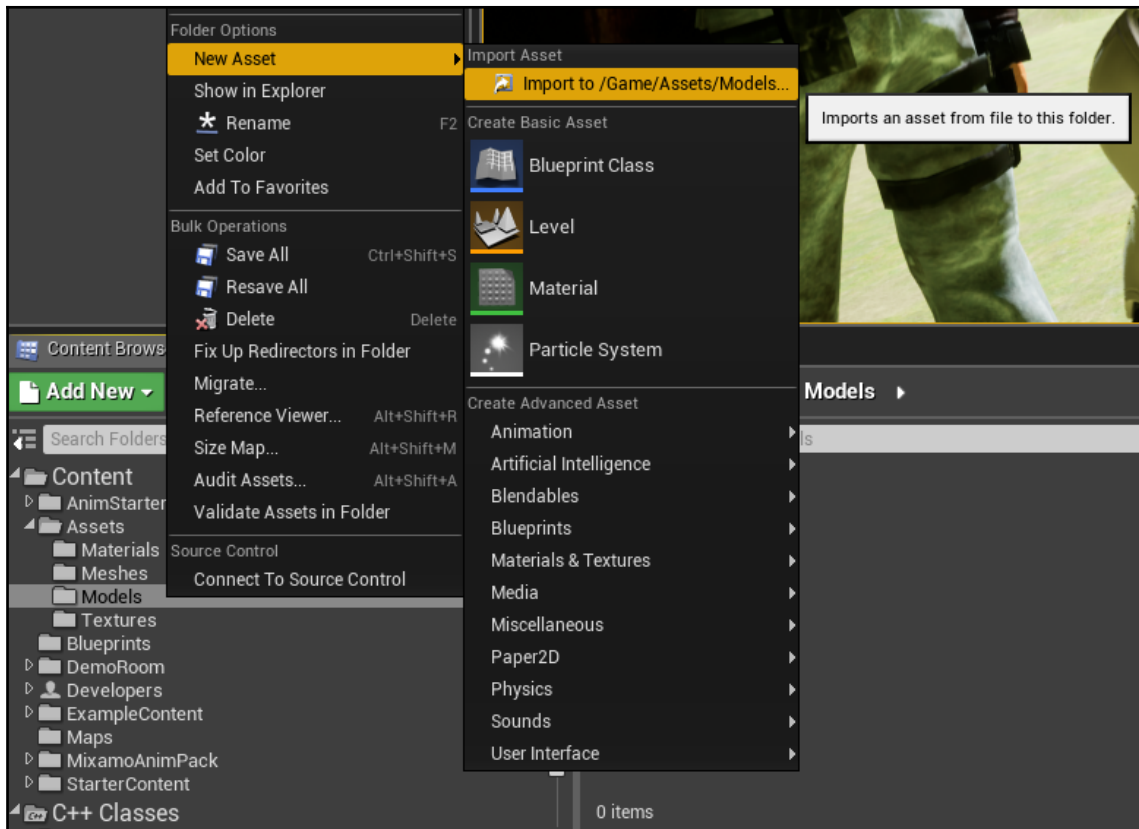 Folder Options
New Asset
Show in Explorer
Rename F2
Set Color
Add To Favorites
Bulk Operations
Save All Ctrl+Shift+S
Resave All
Delete Delete
Fix Up Redirectors in Folder
Migrate...
Reference Viewer... Alt+Shift+R
Size Map... Alt+Shift+M
Audit Assets... Alt+Shift+A
Validate Assets in Folder
Source Control
Connect To Source Control
Import Asset
Import to /Game/Assets/Models...
Create Basic Asset
Blueprint Class
Level
Material
Particle System
Create Advanced Asset
Animation
Artificial Intelligence
Blendables
Blueprints
Materials & Textures
Media
Miscellaneous
Paper2D
Physics
Sounds
User Interface
Imports an asset from file to this folder.
Content Brows
Add New
Models
Search Folders
ls
Content
AnimStarter
Assets
Materials
Meshes
Models
Textures
Blueprints
DemoRoom
Developers
ExampleContent
Maps
MixamoAnimPack
StarterContent
C++ Classes
0 items